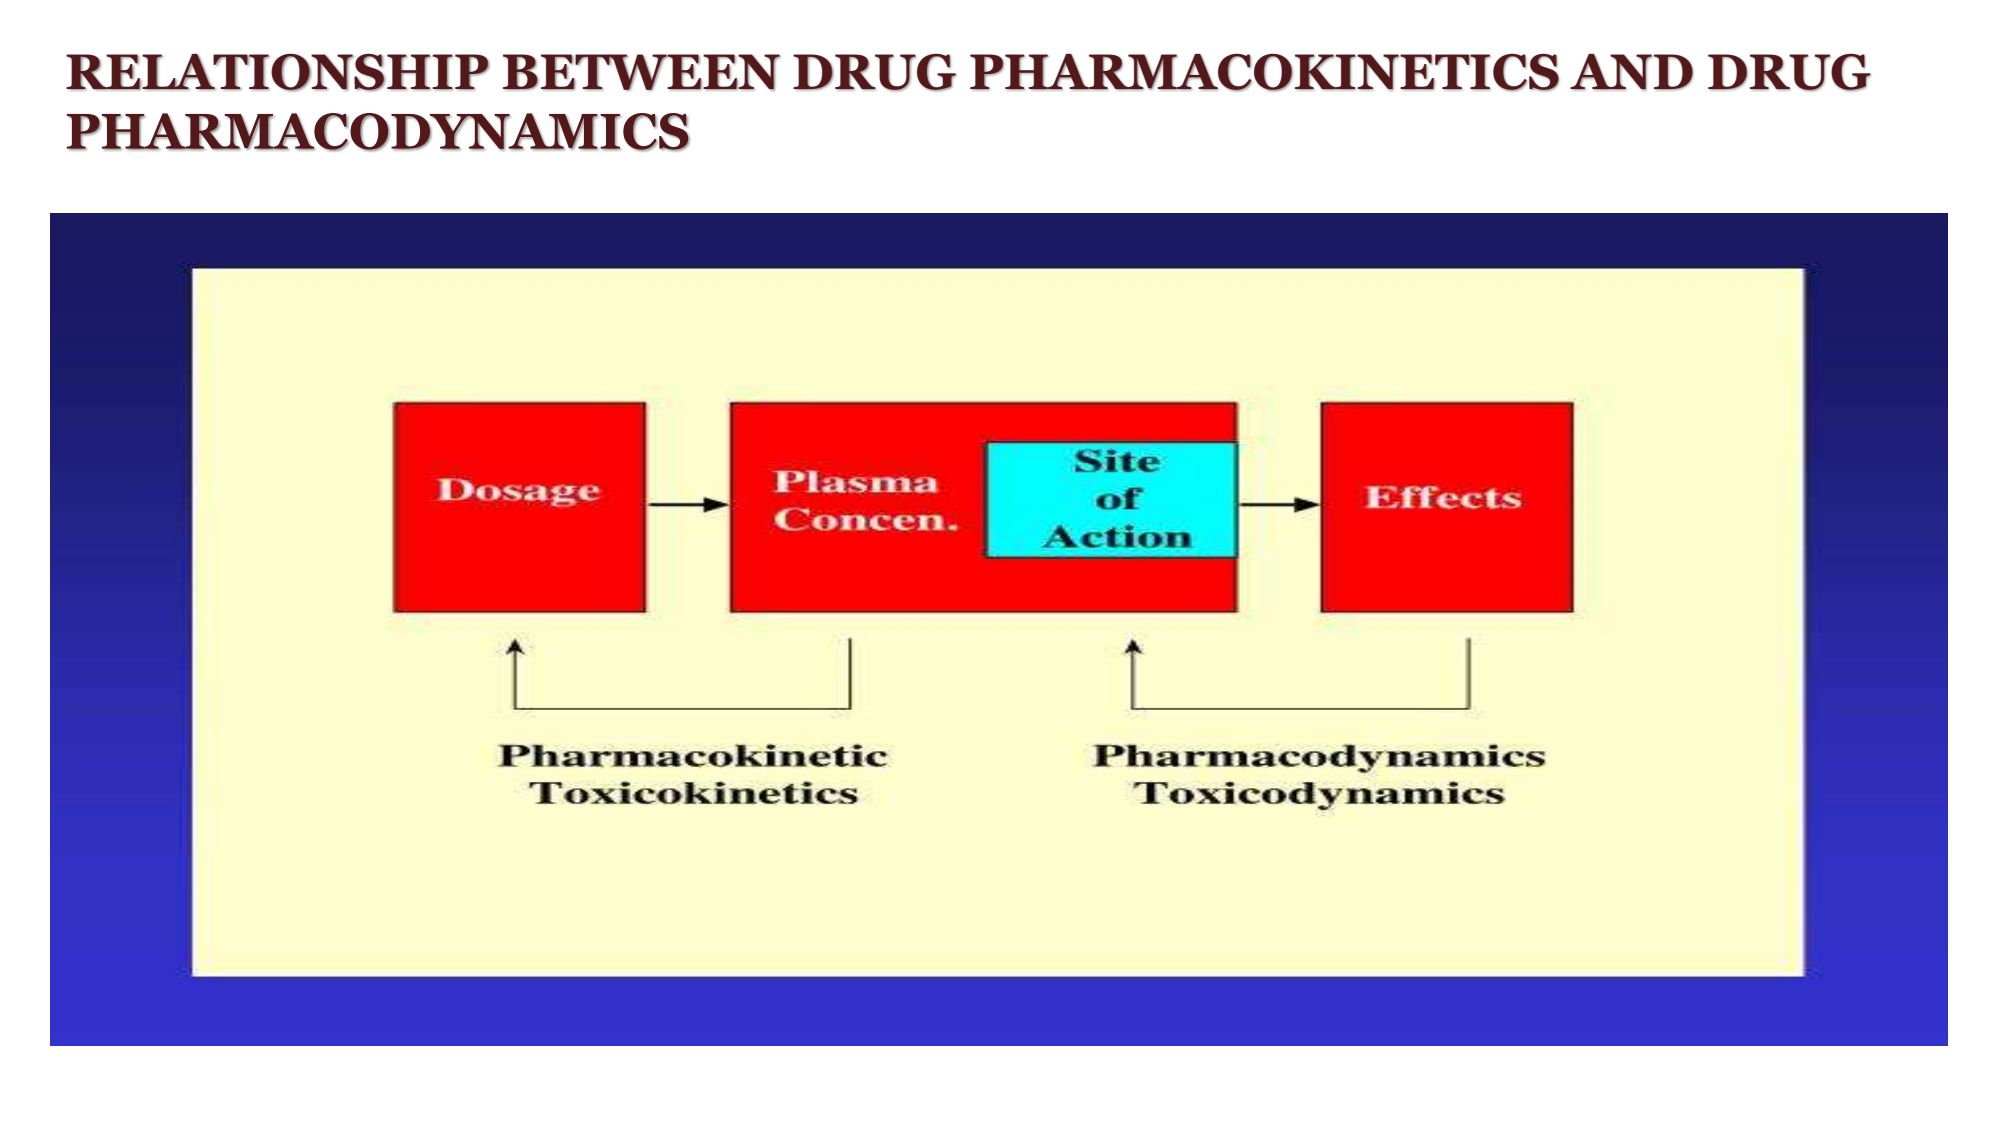 RELATIONSHIP BETWEEN DRUG PHARMACOKINETICS AND DRUG
PHARMACODYNAMICS
Dosage
Plasma
Concen.
Site
of
Action
Effects
Pharmacokinetic
Toxicokinetics
Pharmacodynamics
Toxicodynamics